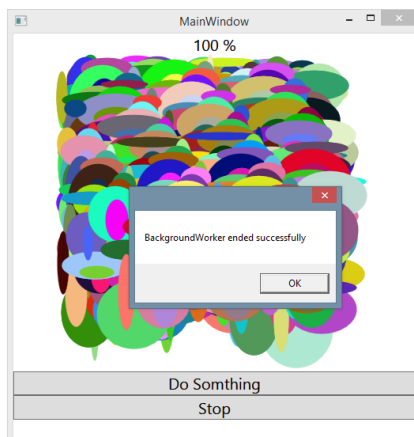 MainWindow
100 %
BackgroundWorker ended successfully
OK
Do Somthing
Stop